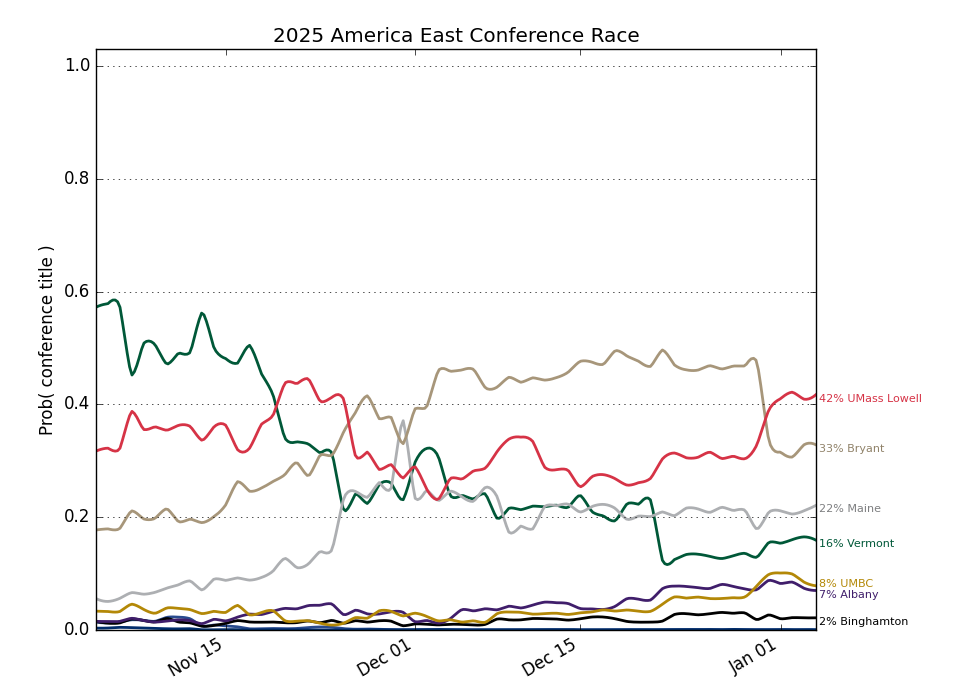 2025 America East Conference Race
Prob( conference title )
1.0
0.8
0.6
0.4
0.2
0.0
Nov 15
Dec 01
Dec 15
Jan 01
42% UMass Lowell
33% Bryant
22% Maine
16% Vermont
8% UMBC
7% Albany
2% Binghamton